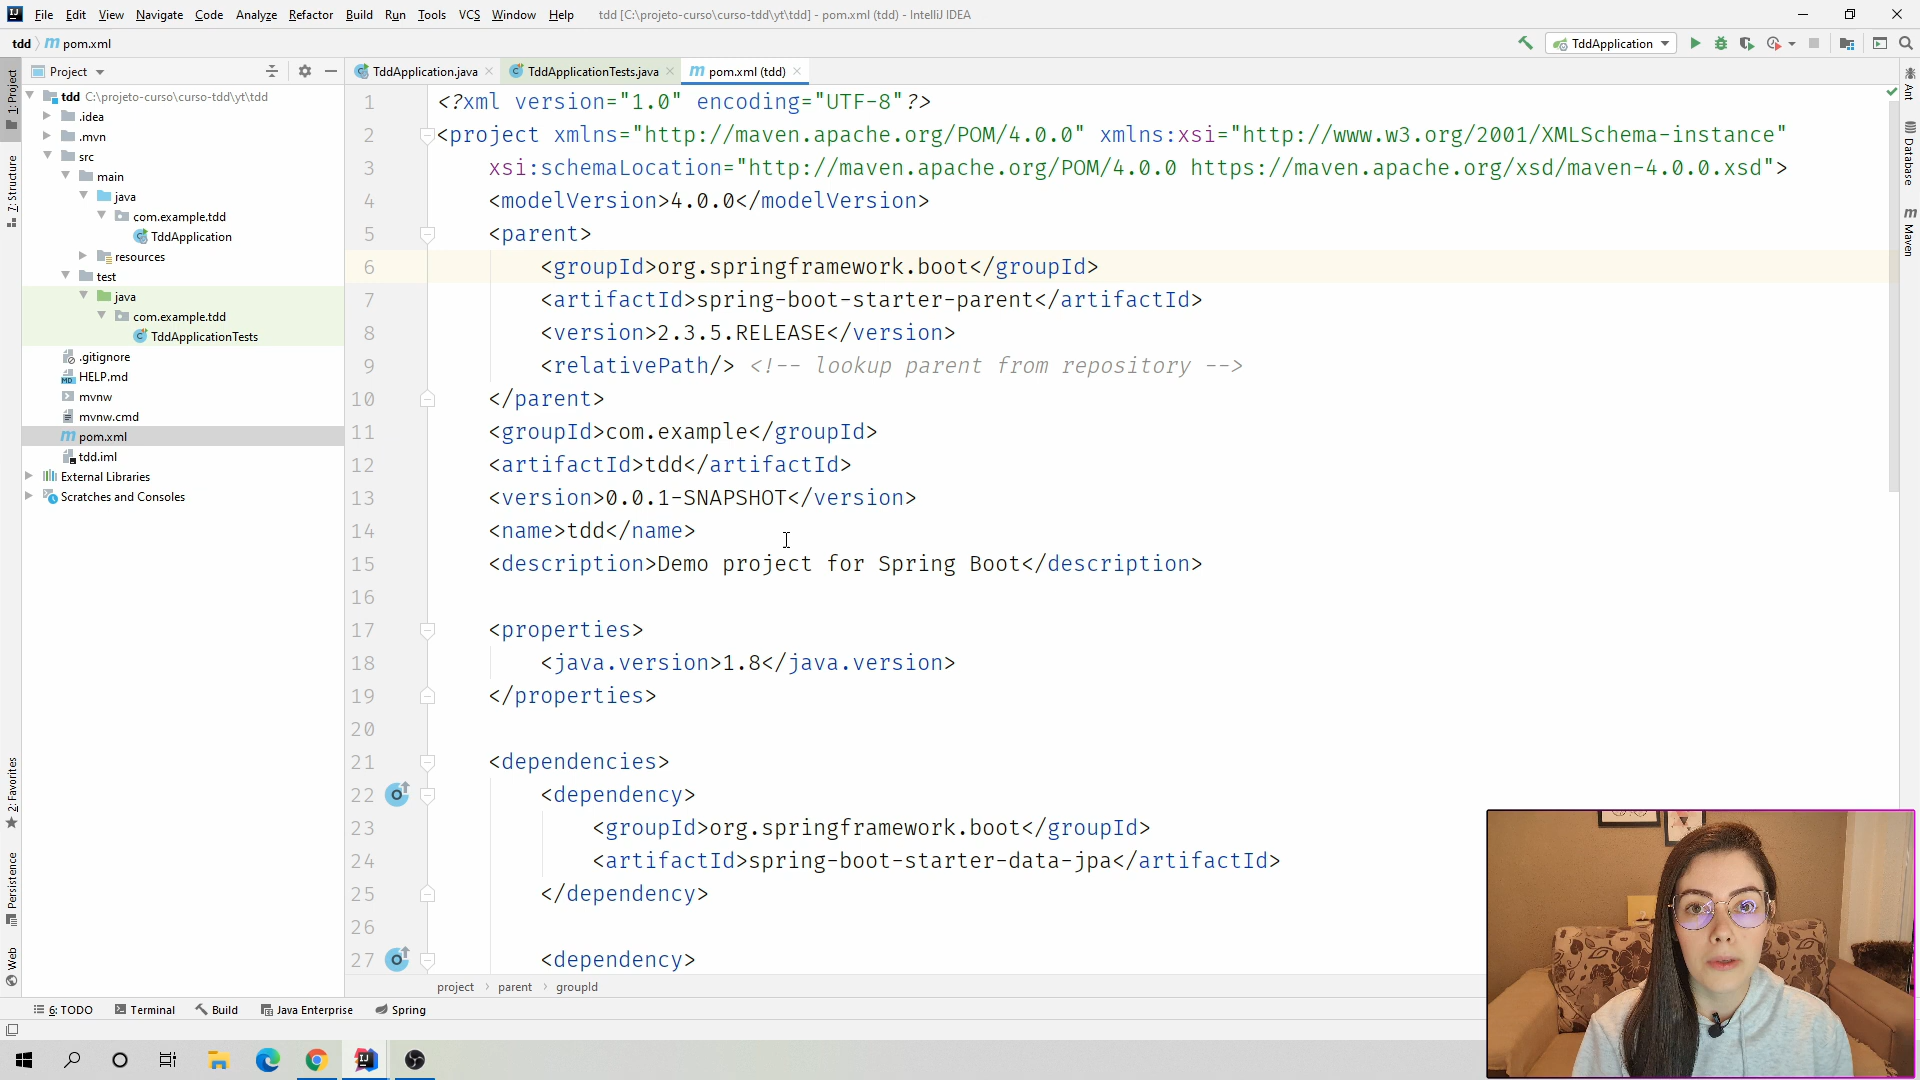 File Edit View Navigate Code Analyze Refactor Build Run Tools VCS Window Help tdd [C:\projeto-curso\curso-tdd\yt\tdd] - pom.xml (tdd) - IntelliJ IDEA
tdd pom.xml
TddApplication
Project
TddApplication.java
TddApplicationTests.java
pom.xml (tdd)
tdd C:\projeto-curso\curso-tdd\yt\tdd
.idea
.mvn
src
main
java
com.example.tdd
TddApplication
resources
test
java
com.example.tdd
TddApplicationTests
.gitignore
HELP.md
mvnw
mvnw.cmd
pom.xml
tdd.iml
External Libraries
Scratches and Consoles
1: Project
7: Structure
2: Favorites
Persistence
Web
1 <?xml version="1.0" encoding="UTF-8"?>
2 <project xmlns="http://maven.apache.org/POM/4.0.0" xmlns:xsi="http://www.w3.org/2001/XMLSchema-instance"
3 xsi:schemaLocation="http://maven.apache.org/POM/4.0.0 https://maven.apache.org/xsd/maven-4.0.0.xsd">
4 <modelVersion>4.0.0</modelVersion>
5 <parent>
6 <groupId>org.springframework.boot</groupId>
7 <artifactId>spring-boot-starter-parent</artifactId>
8 <version>2.3.5.RELEASE</version>
9 <relativePath/> <!-- lookup parent from repository -->
10 </parent>
11 <groupId>com.example</groupId>
12 <artifactId>tdd</artifactId>
13 <version>0.0.1-SNAPSHOT</version>
14 <name>tdd</name>
15 <description>Demo project for Spring Boot</description>
16
17 <properties>
18 <java.version>1.8</java.version>
19 </properties>
20
21 <dependencies>
22 <dependency>
23 <groupId>org.springframework.boot</groupId>
24 <artifactId>spring-boot-starter-data-jpa</artifactId>
25 </dependency>
26
27 <dependency>
Ant
Database
Maven
project parent groupId
6: TODO Terminal Build Java Enterprise Spring